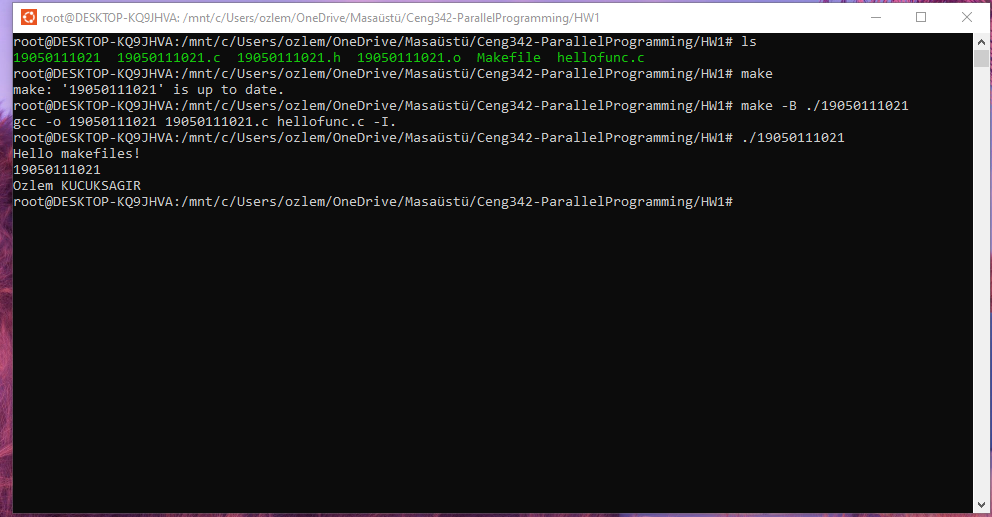 root@DESKTOP-KQ9JHVA: /mnt/c/Users/ozlem/OneDrive/Masaüstü/Ceng342-ParallelProgramming/HW1
root@DESKTOP-KQ9JHVA:/mnt/c/Users/ozlem/OneDrive/Masaüstü/Ceng342-ParallelProgramming/HW1# ls
19050111021  19050111021.c  19050111021.h  19050111021.o  Makefile  hellofunc.c
root@DESKTOP-KQ9JHVA:/mnt/c/Users/ozlem/OneDrive/Masaüstü/Ceng342-ParallelProgramming/HW1# make
make: '19050111021' is up to date.
root@DESKTOP-KQ9JHVA:/mnt/c/Users/ozlem/OneDrive/Masaüstü/Ceng342-ParallelProgramming/HW1# make -B ./19050111021
gcc -o 19050111021 19050111021.c hellofunc.c -I.
root@DESKTOP-KQ9JHVA:/mnt/c/Users/ozlem/OneDrive/Masaüstü/Ceng342-ParallelProgramming/HW1# ./19050111021
Hello makefiles!
19050111021
Ozlem KUCUKSAGIR
root@DESKTOP-KQ9JHVA:/mnt/c/Users/ozlem/OneDrive/Masaüstü/Ceng342-ParallelProgramming/HW1#